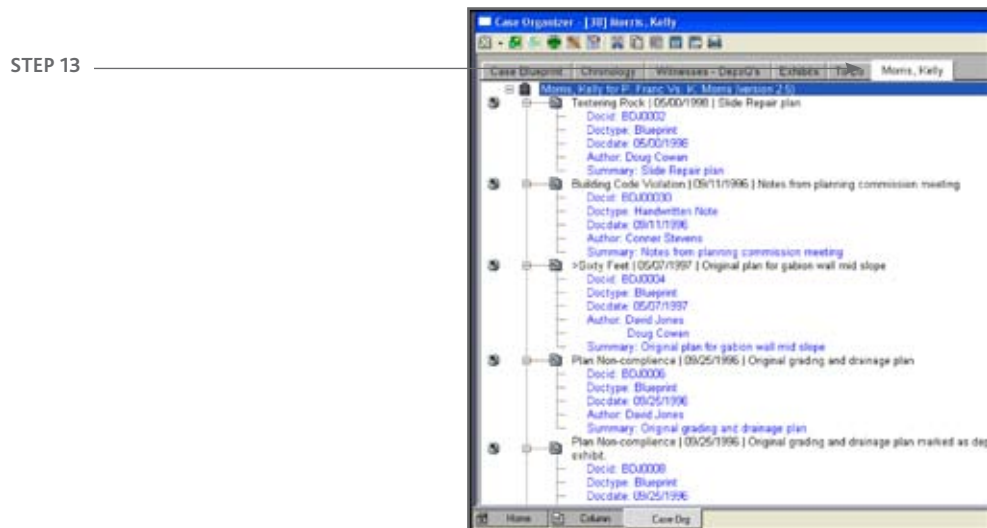 STEP 13
Case Organizer - [JB] Morris, Kelly
Case Blueprint Chronology Witnesses - Depo Q's Exhibits Topics Morris, Kelly
Morris, Kelly for P. Franc Vs. K. Morris (version 2.5)
Teetering Rock | 05/00/1998 | Slide Repair plan
Docid: BDJ0002
Doctype: Blueprint
Docdate: 05/00/1998
Author: Doug Cowan
Summary: Slide Repair plan
Building Code Violation | 09/11/1996 | Notes from planning commission meeting
Docid: BDJ00030
Doctype: Handwritten Note
Docdate: 09/11/1996
Author: Conner Stevens
Summary: Notes from planning commission meeting
>Sixty Feet | 05/07/1997 | Original plan for gabion wall mid slope
Docid: BDJ0004
Doctype: Blueprint
Docdate: 05/07/1997
Author: David Jones
Doug Cowan
Summary: Original plan for gabion wall mid slope
Plan Non-complience | 09/25/1996 | Original grading and drainage plan
Docid: BDJ0006
Doctype: Blueprint
Docdate: 09/25/1996
Author: David Jones
Summary: Original grading and drainage plan
Plan Non-complience | 09/25/1996 | Original grading and drainage plan marked as dep
exhibit.
Docid: BDJ0008
Doctype: Blueprint
Docdate: 09/25/1996
Home Column Case Org